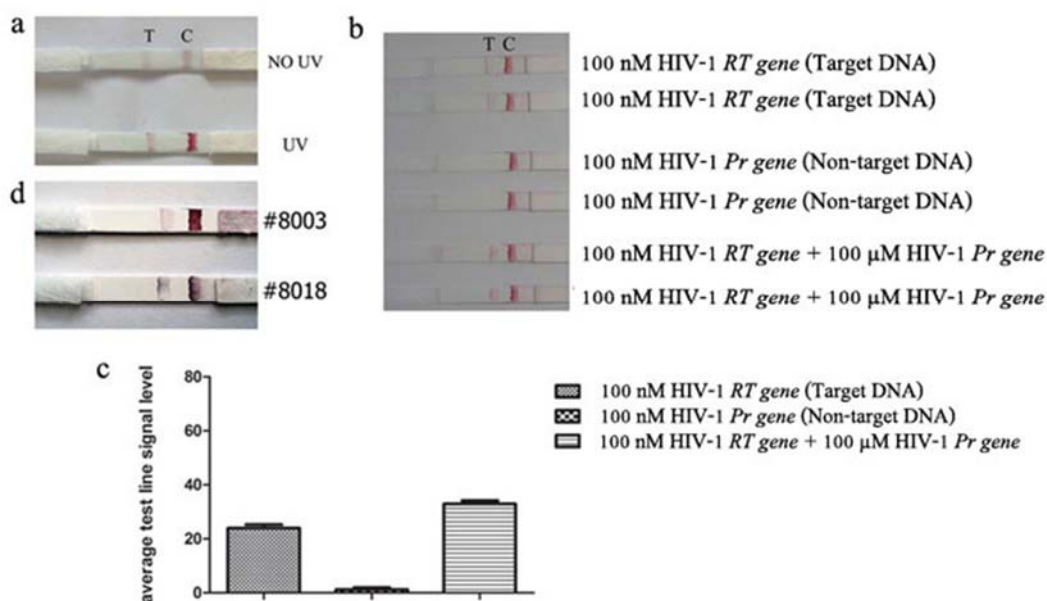 a
T C
NO UV
UV
d
#8003
#8018
b
T C
100 nM HIV-1 RT gene (Target DNA)
100 nM HIV-1 RT gene (Target DNA)
100 nM HIV-1 Pr gene (Non-target DNA)
100 nM HIV-1 Pr gene (Non-target DNA)
100 nM HIV-1 RT gene + 100 μM HIV-1 Pr gene
100 nM HIV-1 RT gene + 100 μM HIV-1 Pr gene
c
average test line signal level
80
60
40
20
0
100 nM HIV-1 RT gene (Target DNA)
100 nM HIV-1 Pr gene (Non-target DNA)
100 nM HIV-1 RT gene + 100 μM HIV-1 Pr gene